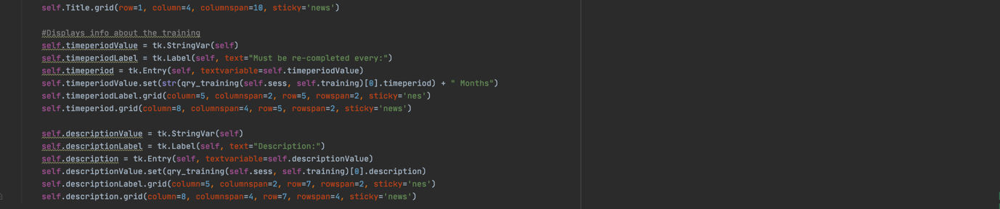 self.Title.grid(row=1, column=4, columnspan=10, sticky='news')
#Displays info about the training
self.timeperiodValue = tk.StringVar(self)
self.timeperiodLabel = tk.Label(self, text="Must be re-completed every:")
self.timeperiod = tk.Entry(self, textvariable=self.timeperiodValue)
self.timeperiodValue.set(str(qry_training(self.sess, self.training)[0].timeperiod) + " Months")
self.timeperiodLabel.grid(column=5, columnspan=2, row=5, rowspan=2, sticky='nes')
self.timeperiod.grid(column=8, columnspan=4, row=5, rowspan=2, sticky='news')
self.descriptionValue = tk.StringVar(self)
self.descriptionLabel = tk.Label(self, text="Description:")
self.description = tk.Entry(self, textvariable=self.descriptionValue)
self.descriptionValue.set(qry_training(self.sess, self.training)[0].description)
self.descriptionLabel.grid(column=5, columnspan=2, row=7, rowspan=2, sticky='nes')
self.description.grid(column=8, columnspan=4, row=7, rowspan=4, sticky='news')